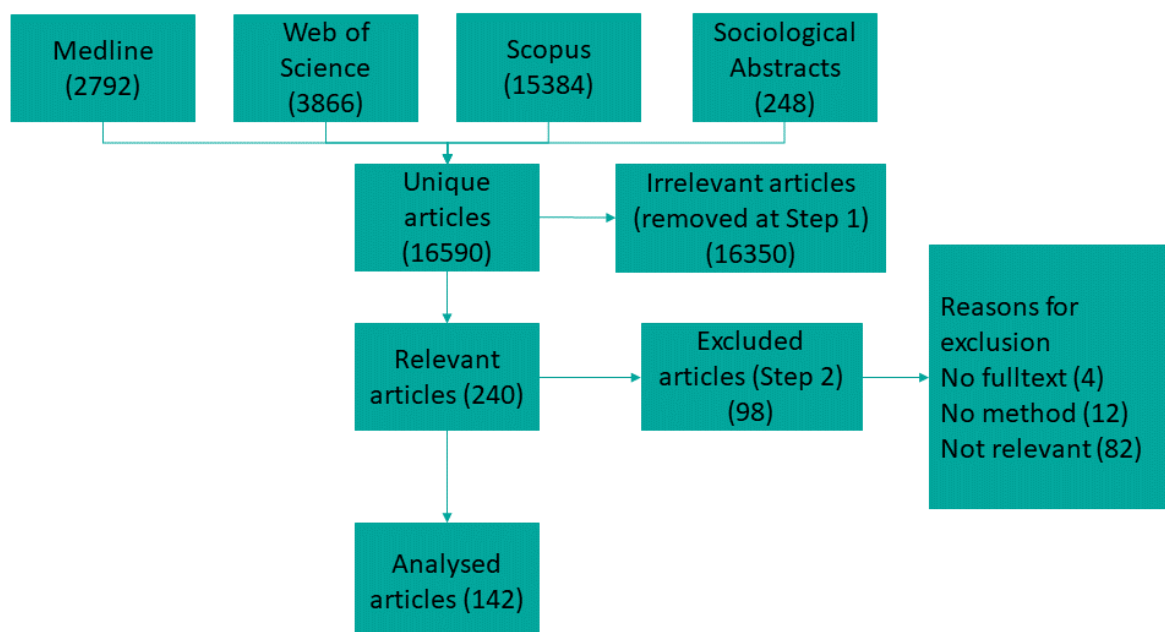 Medline
(2792)
Web of
Science
(3866)
Scopus
(15384)
Sociological
Abstracts
(248)
Unique
articles
(16590)
Irrelevant articles
(removed at Step 1)
(16350)
Relevant
articles (240)
Excluded
articles (Step 2)
(98)
Reasons for
exclusion
No fulltext (4)
No method (12)
Not relevant (82)
Analysed
articles (142)